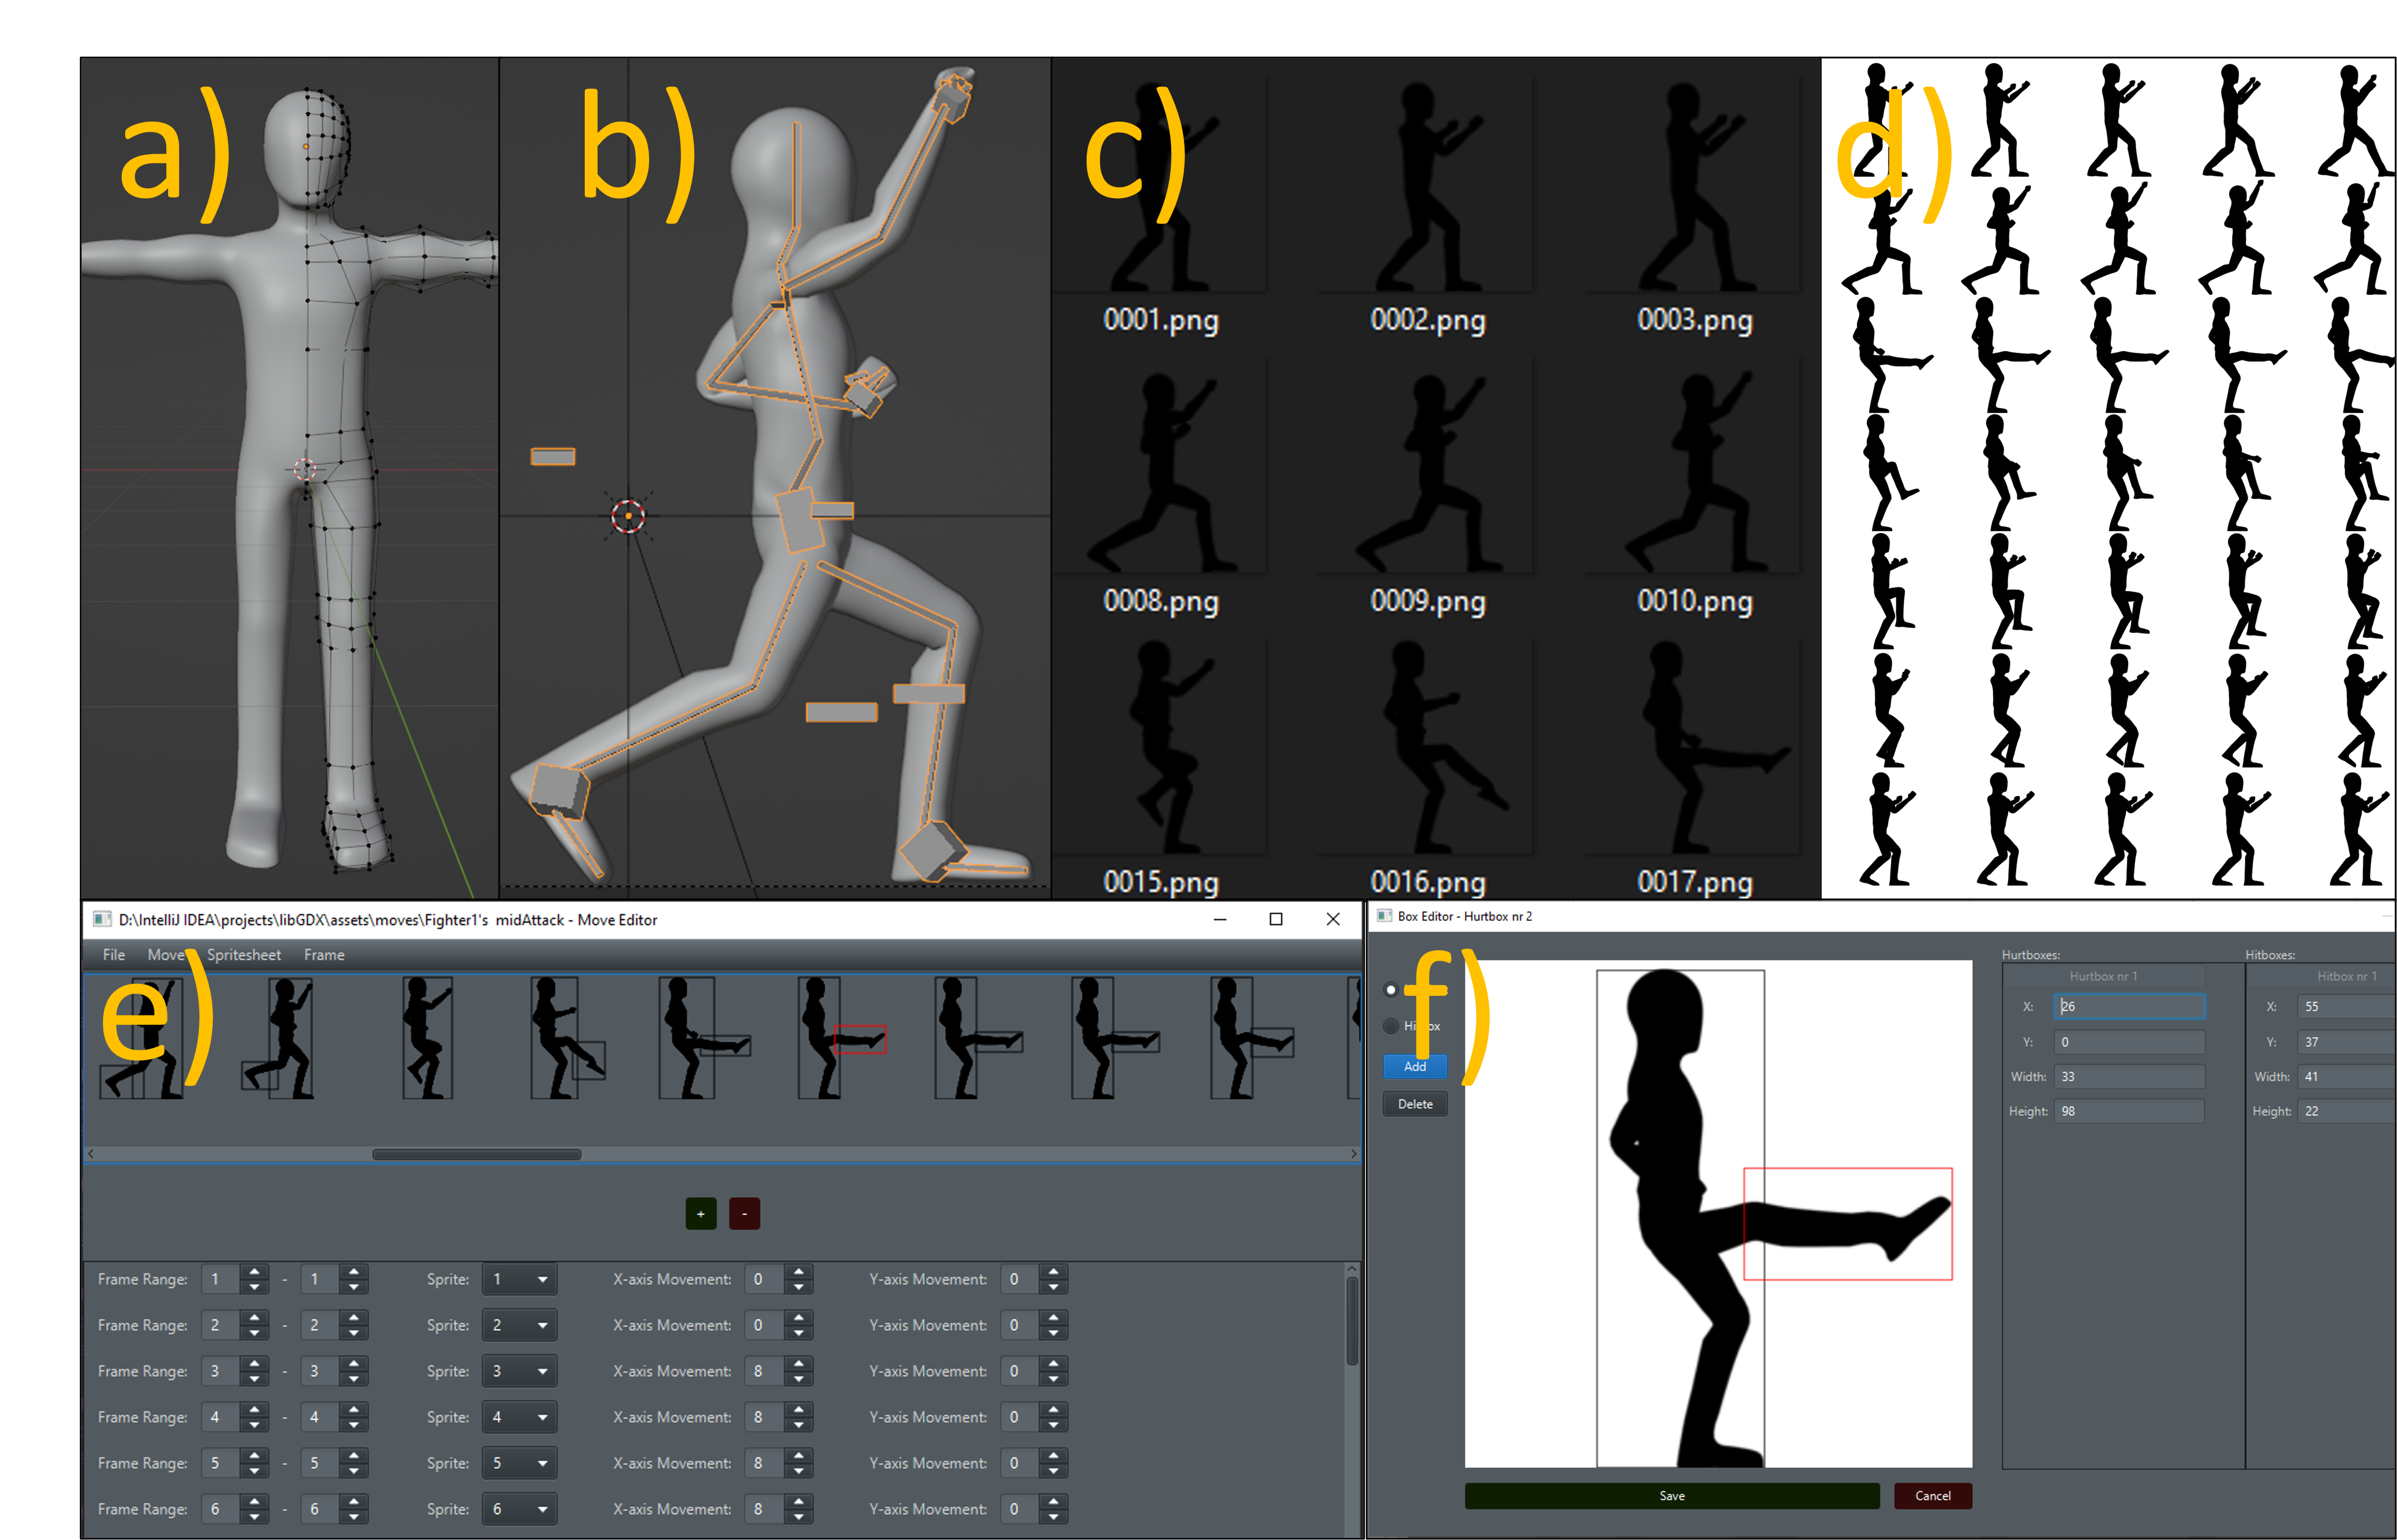 a)
b)
c)
d)
0001.png
0002.png
0003.png
0008.png
0009.png
0010.png
0015.png
0016.png
0017.png
D:\IntelliJ IDEA\projects\libGDX\assets\moves\Fighter1's midAttack - Move Editor
File Move Spritesheet Frame
e)
+ -
Frame Range: 1 - 1 Sprite: 1 X-axis Movement: 0 Y-axis Movement: 0
Frame Range: 2 - 2 Sprite: 2 X-axis Movement: 0 Y-axis Movement: 0
Frame Range: 3 - 3 Sprite: 3 X-axis Movement: 8 Y-axis Movement: 0
Frame Range: 4 - 4 Sprite: 4 X-axis Movement: 8 Y-axis Movement: 0
Frame Range: 5 - 5 Sprite: 5 X-axis Movement: 8 Y-axis Movement: 0
Frame Range: 6 - 6 Sprite: 6 X-axis Movement: 8 Y-axis Movement: 0
Box Editor - Hurtbox nr 2
f)
Hitbox
Add
Delete
Hurtboxes: Hitboxes:
Hurtbox nr 1 Hitbox nr 1
X: 26 X: 55
Y: 0 Y: 37
Width: 33 Width: 41
Height: 98 Height: 22
Save Cancel